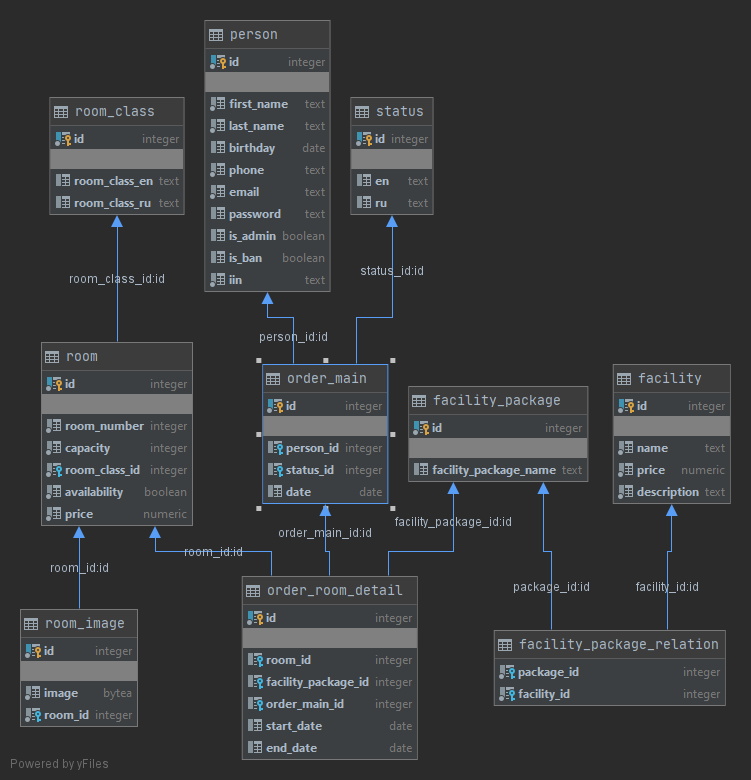 person
id integer
first_name text
last_name text
birthday date
phone text
email text
password text
is_admin boolean
is_ban boolean
iin text
room_class
id integer
room_class_en text
room_class_ru text
status
id integer
en text
ru text
room_class_id:id
status_id:id
person_id:id
room
id integer
room_number integer
capacity integer
room_class_id integer
availability boolean
price numeric
order_main
id integer
person_id integer
status_id integer
date date
facility_package
id integer
facility_package_name text
facility
id integer
name text
price numeric
description text
room_id:id
room_id:id
order_main_id:id
facility_package_id:id
package_id:id
facility_id:id
room_image
id integer
image bytea
room_id integer
order_room_detail
id integer
room_id integer
facility_package_id integer
order_main_id integer
start_date date
end_date date
facility_package_relation
package_id integer
facility_id integer
Powered by yFiles